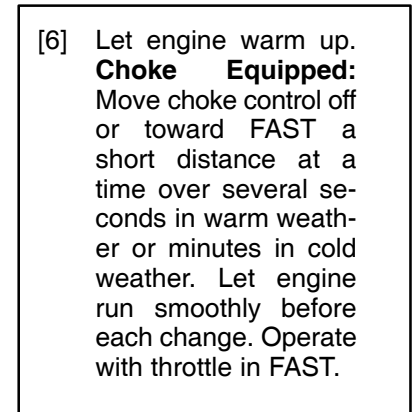 [6] Let engine warm up.
Choke Equipped:
Move choke control off
or toward FAST a
short distance at a
time over several se-
conds in warm weath-
er or minutes in cold
weather. Let engine
run smoothly before
each change. Operate
with throttle in FAST.